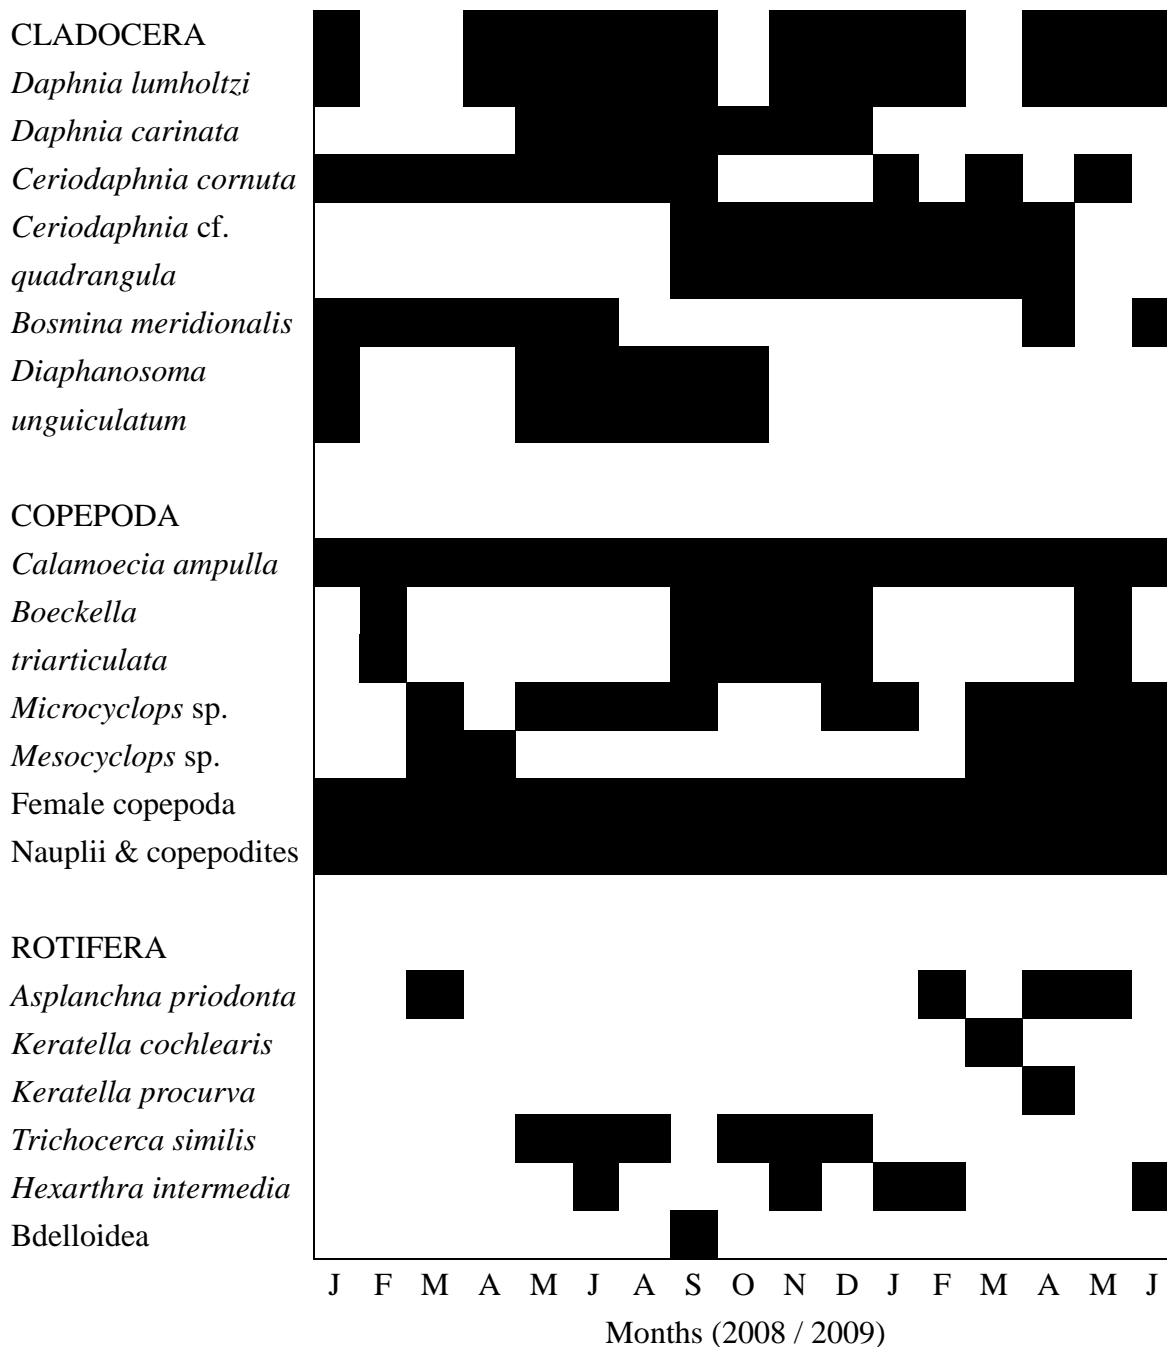 CLADOCERA
Daphnia lumholtzi
Daphnia carinata
Ceriodaphnia cornuta
Ceriodaphnia cf.
quadrangula
Bosmina meridionalis
Diaphanosoma
unguiculatum
COPEPODA
Calamoecia ampulla
Boeckella
triarticulata
Microcyclops sp.
Mesocyclops sp.
Female copepoda
Nauplii & copepodites
ROTIFERA
Asplanchna priodonta
Keratella cochlearis
Keratella procurva
Trichocerca similis
Hexarthra intermedia
Bdelloidea
J F M A M J A S O N D J F M A M J
Months (2008 / 2009)